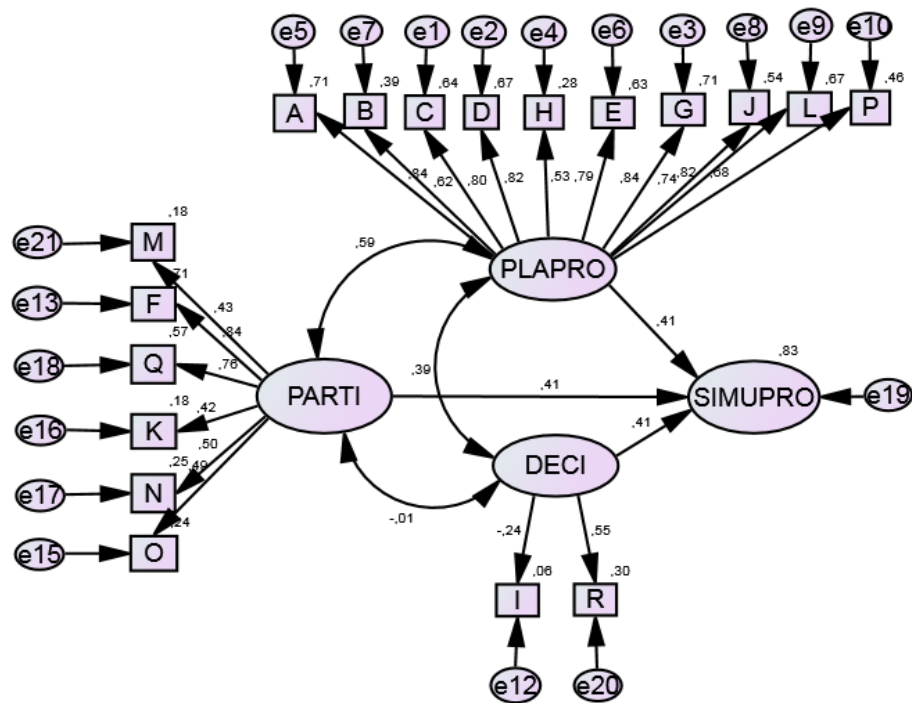 e5 e7 e1 e2 e4 e6 e3 e8 e9 e10
,71 ,39 ,64 ,67 ,28 ,63 ,71 ,54 ,67 ,46
A B C D H E G J L P
,84 ,62 ,80 ,82 ,53 ,79 ,84 ,74 ,82 ,68
,18
e21 M
,59 PLAPRO
,71 ,43
e13 F
,84 ,41
,57 ,83
e18 Q ,76
,39
PARTI ,41 SIMUPRO e19
,18 ,42 ,41
e16 K
,50 DECI
,25 ,49
e17 N
-,01
,24 -,24 ,55
e15 O
,06 ,30
I R
e12 e20